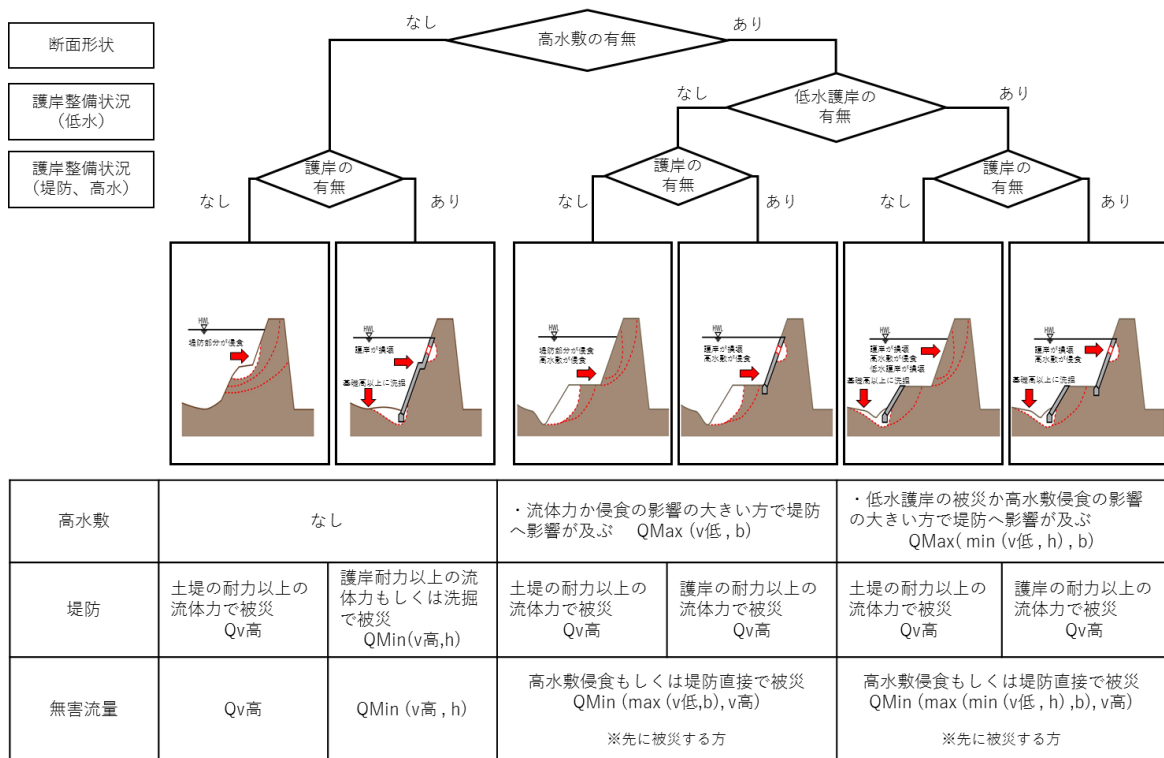 なし
高水敷の有無
あり
断面形状
護岸整備状況
(低水)
なし
低水護岸の
有無
あり
護岸整備状況
(堤防、高水)
護岸の
有無
なし
あり
護岸の
有無
なし
あり
護岸の
有無
なし
あり
HWL
堤防部分が侵食
HWL
護岸が損壊
基礎高以上に洗掘
HWL
堤防部分が侵食
高水敷が侵食
HWL
護岸が損壊
高水敷が侵食
HWL
護岸が損壊
高水敷が侵食
低水護岸が損壊
基礎高以上に洗掘
HWL
護岸が損壊
高水敷が侵食
基礎高以上に洗掘
高水敷
なし
・流体力か侵食の影響の大きい方で堤防
へ影響が及ぶ QMax (v低 , b)
・低水護岸の被災か高水敷侵食の影響
の大きい方で堤防へ影響が及ぶ
QMax( min (v低 , h) , b)
堤防
土堤の耐力以上の
流体力で被災
Qv高
護岸耐力以上の流
体力もしくは洗掘
で被災
QMin(v高,h)
土堤の耐力以上の
流体力で被災
Qv高
護岸の耐力以上の
流体力で被災
Qv高
土堤の耐力以上の
流体力で被災
Qv高
護岸の耐力以上の
流体力で被災
Qv高
無害流量
Qv高
QMin (v高 , h)
高水敷侵食もしくは堤防直接で被災
QMin (max (v低,b), v高)
※先に被災する方
高水敷侵食もしくは堤防直接で被災
QMin (max (min (v低 , h) ,b), v高)
※先に被災する方